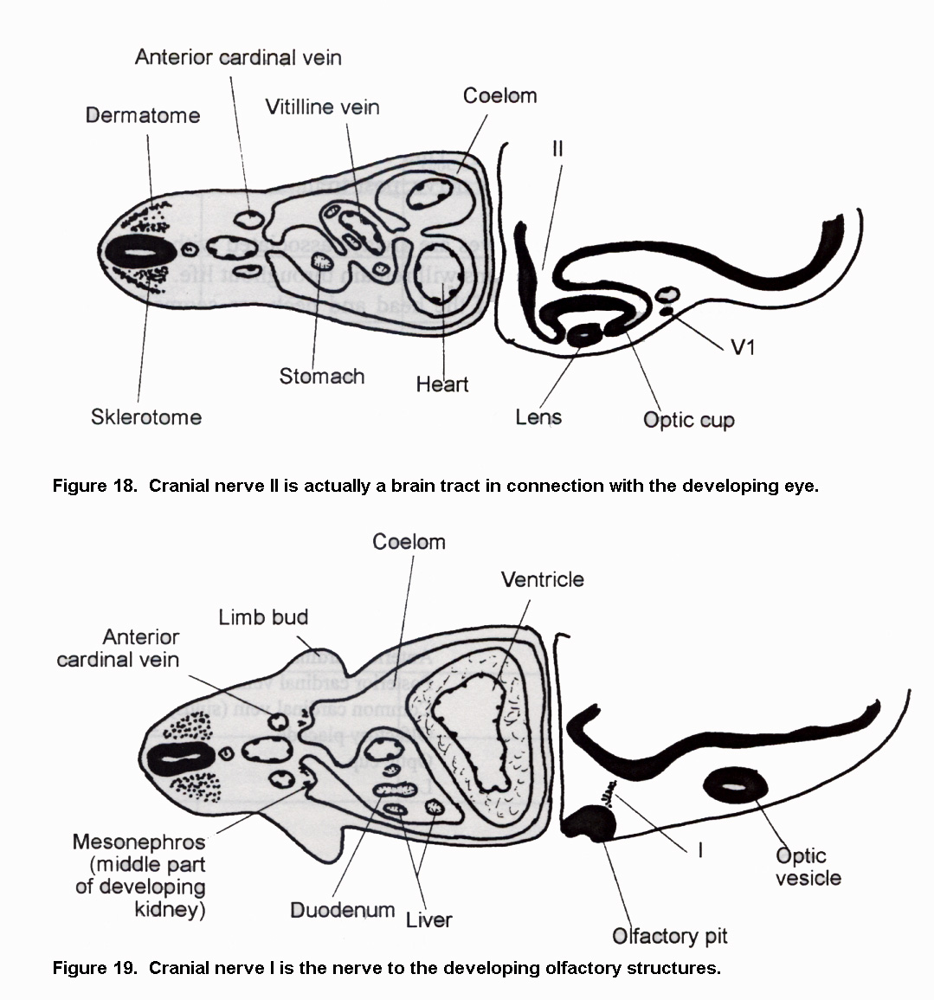 Anterior cardinal vein
Coelom
Vitilline vein
Dermatome
II
V1
Stomach
Heart
Sklerotome
Lens
Optic cup
Figure 18. Cranial nerve II is actually a brain tract in connection with the developing eye.
Coelom
Ventricle
Limb bud
Anterior
cardinal vein
Mesonephros
(middle part
of developing
kidney)
I
Optic
vesicle
Duodenum
Liver
Olfactory pit
Figure 19. Cranial nerve I is the nerve to the developing olfactory structures.